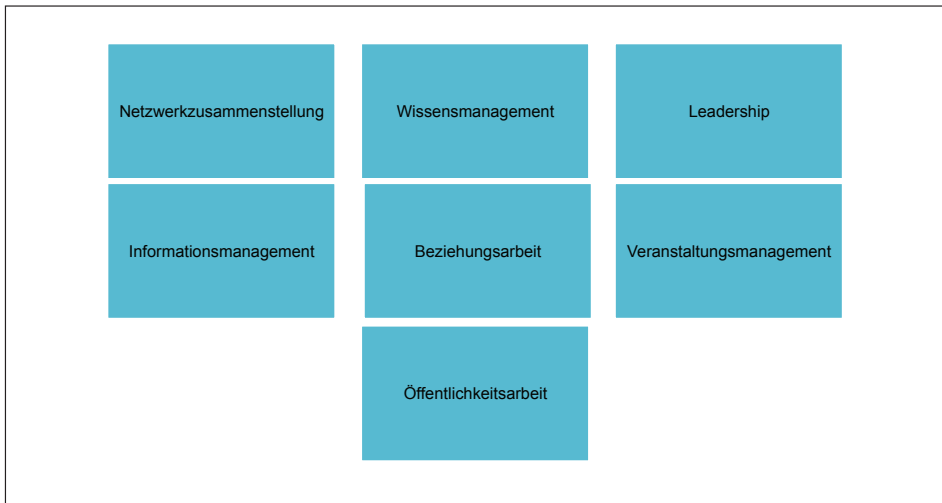 Netzwerkzusammenstellung
Wissensmanagement
Leadership
Informationsmanagement
Beziehungsarbeit
Veranstaltungsmanagement
Öffentlichkeitsarbeit